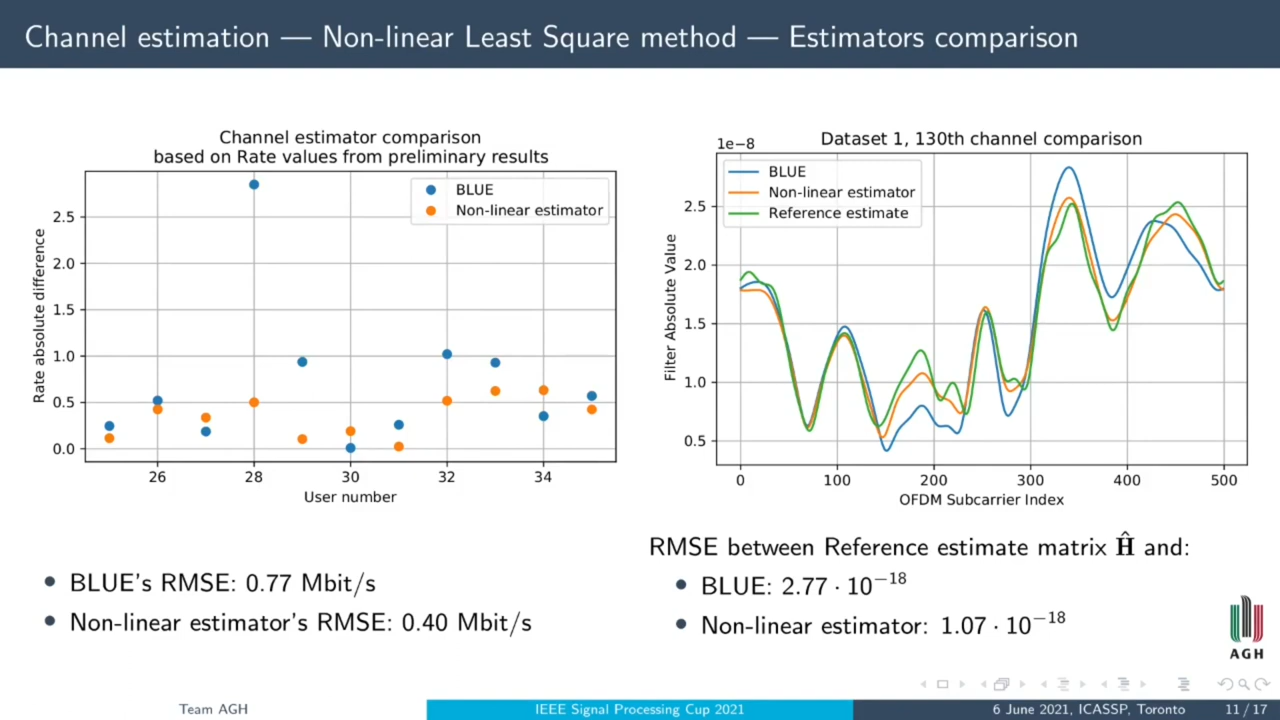 Channel estimation — Non-linear Least Square method — Estimators comparison
Channel estimator comparison
based on Rate values from preliminary results
BLUE
Non-linear estimator
Rate absolute difference
2.5
2.0
1.5
1.0
0.5
0.0
26
28
30
32
34
User number
Dataset 1, 130th channel comparison
1e−8
BLUE
Non-linear estimator
Reference estimate
Filter Absolute Value
2.5
2.0
1.5
1.0
0.5
0
100
200
300
400
500
OFDM Subcarrier Index
• BLUE's RMSE: 0.77 Mbit/s
• Non-linear estimator's RMSE: 0.40 Mbit/s
RMSE between Reference estimate matrix Ĥ and:
• BLUE: 2.77 · 10⁻¹⁸
• Non-linear estimator: 1.07 · 10⁻¹⁸
AGH
Team AGH
IEEE Signal Processing Cup 2021
6 June 2021, ICASSP, Toronto
11 / 17